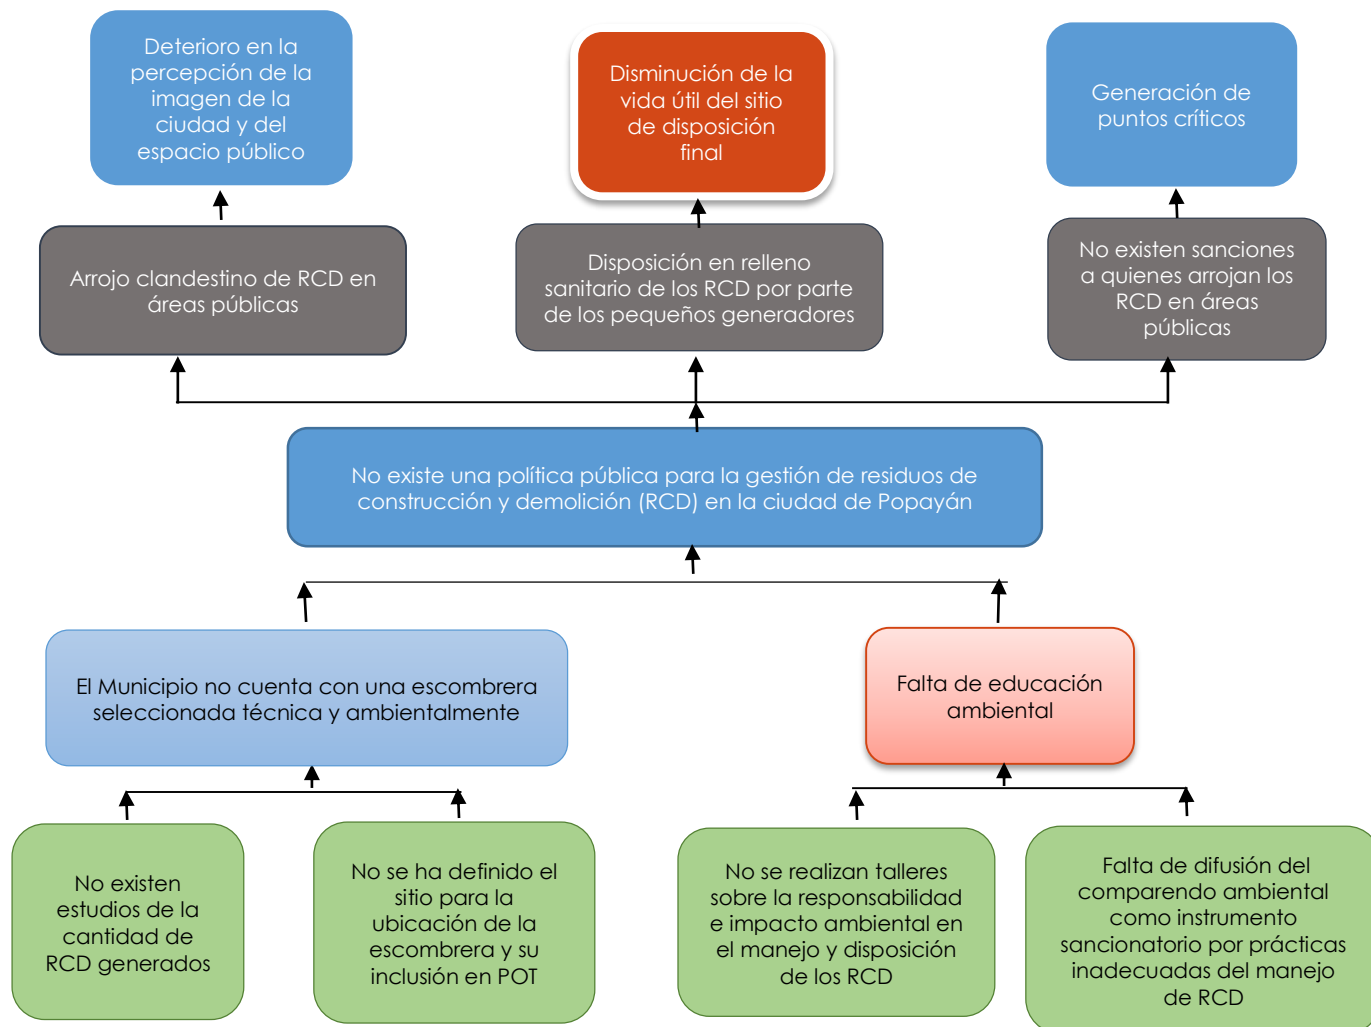 Deterioro en la
percepción de la
imagen de la
ciudad y del
espacio público
Disminución de la
vida útil del sitio
de disposición
final
Generación de
puntos críticos
Arrojo clandestino de RCD en
áreas públicas
Disposición en relleno
sanitario de los RCD por parte
de los pequeños generadores
No existen sanciones
a quienes arrojan los
RCD en áreas
públicas
No existe una política pública para la gestión de residuos de
construcción y demolición (RCD) en la ciudad de Popayán
El Municipio no cuenta con una escombrera
seleccionada técnica y ambientalmente
Falta de educación
ambiental
No existen
estudios de la
cantidad de
RCD generados
No se ha definido el
sitio para la
ubicación de la
escombrera y su
inclusión en POT
No se realizan talleres
sobre la responsabilidad
e impacto ambiental en
el manejo y disposición
de los RCD
Falta de difusión del
comparendo ambiental
como instrumento
sancionatorio por prácticas
inadecuadas del manejo
de RCD